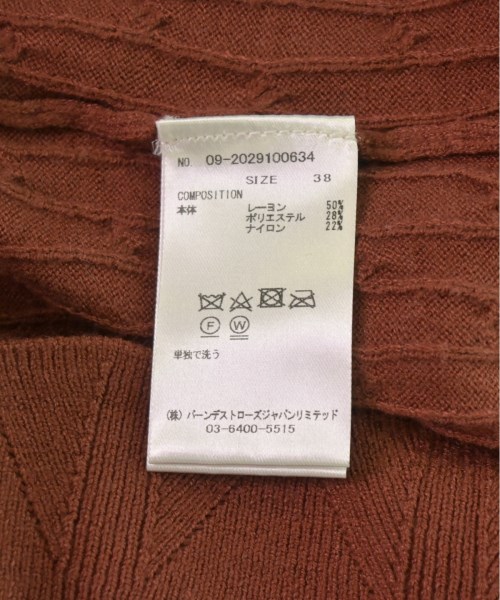 NO. 09-2029100634
SIZE 38
COMPOSITION
本体 レーヨン 50%
ポリエステル 28%
ナイロン 22%
F W
単独で洗う
(株) バーンデストローズジャパンリミテッド
03-6400-5515